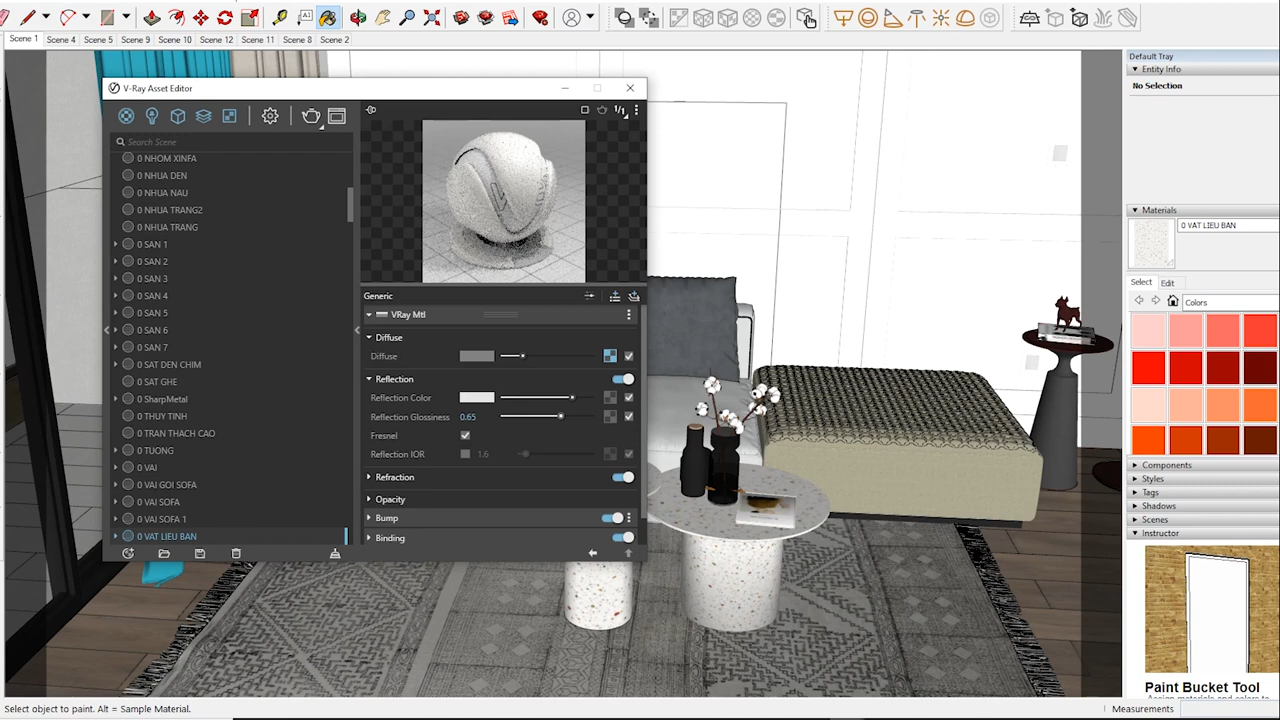 A1
Scene 1 Scene 4 Scene 5 Scene 9 Scene 10 Scene 12 Scene 11 Scene 8 Scene 2
V-Ray Asset Editor
Search Scene
0 NHOM XINFA
0 NHUA DEN
0 NHUA NAU
0 NHUA TRANG2
0 NHUA TRANG
0 SAN 1
0 SAN 2
0 SAN 3
0 SAN 4
0 SAN 5
0 SAN 6
0 SAN 7
0 SAT DEN CHIM
0 SAT GHE
0 SharpMetal
0 THUY TINH
0 TRAN THACH CAO
0 TUONG
0 VAI
0 VAI GOI SOFA
0 VAI SOFA
0 VAI SOFA 1
0 VAT LIEU BAN
1/1
Generic
VRay Mtl
Diffuse
Diffuse
Reflection
Reflection Color
Reflection Glossiness 0.65
Fresnel
Reflection IOR 1.6
Refraction
Opacity
Bump
Binding
Default Tray
Entity Info
No Selection
Materials
0 VAT LIEU BAN
Select Edit
Colors
Components
Styles
Tags
Shadows
Scenes
Instructor
Paint Bucket Tool
Select object to paint. Alt = Sample Material.
Measurements